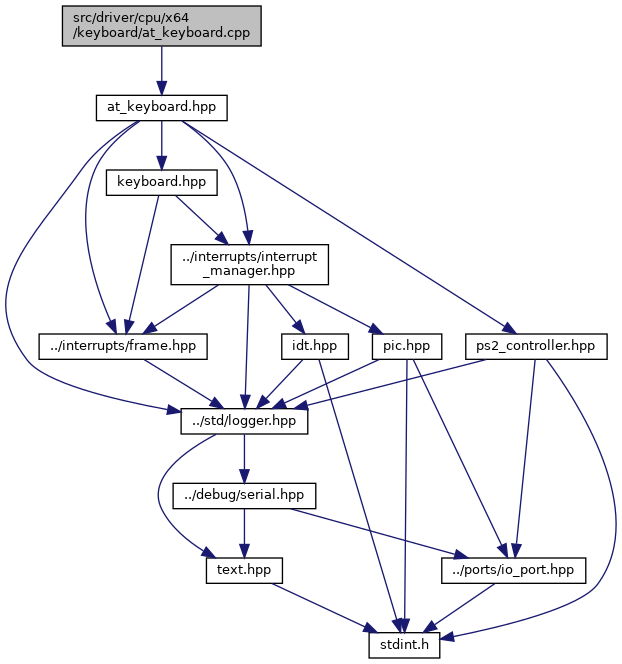 src/driver/cpu/x64
/keyboard/at_keyboard.cpp
at_keyboard.hpp
keyboard.hpp
../interrupts/interrupt
_manager.hpp
../interrupts/frame.hpp
idt.hpp
pic.hpp
ps2_controller.hpp
../std/logger.hpp
../debug/serial.hpp
text.hpp
../ports/io_port.hpp
stdint.h